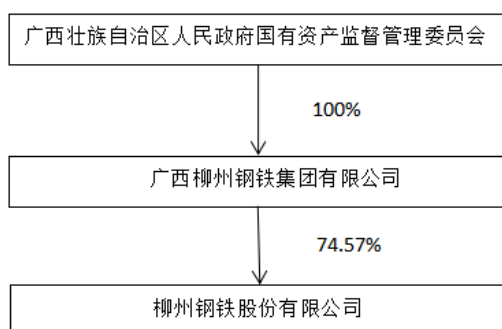 广西壮族自治区人民政府国有资产监督管理委员会
100%
广西柳州钢铁集团有限公司
74.57%
柳州钢铁股份有限公司